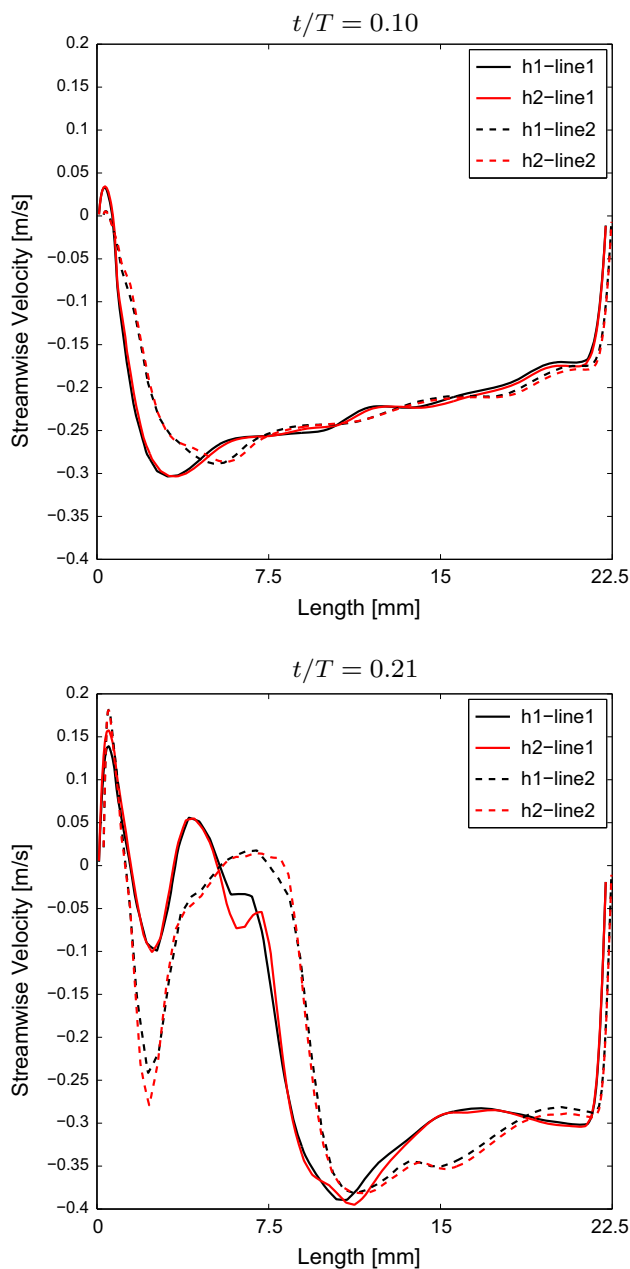 t/T = 0.10
0.2
0.15
0.1
0.05
0
−0.05
−0.1
−0.15
−0.2
−0.25
−0.3
−0.35
−0.4
Streamwise Velocity [m/s]
h1−line1
h2−line1
h1−line2
h2−line2
0 7.5 15 22.5
Length [mm]
t/T = 0.21
0.2
0.15
0.1
0.05
0
−0.05
−0.1
−0.15
−0.2
−0.25
−0.3
−0.35
−0.4
Streamwise Velocity [m/s]
h1−line1
h2−line1
h1−line2
h2−line2
0 7.5 15 22.5
Length [mm]